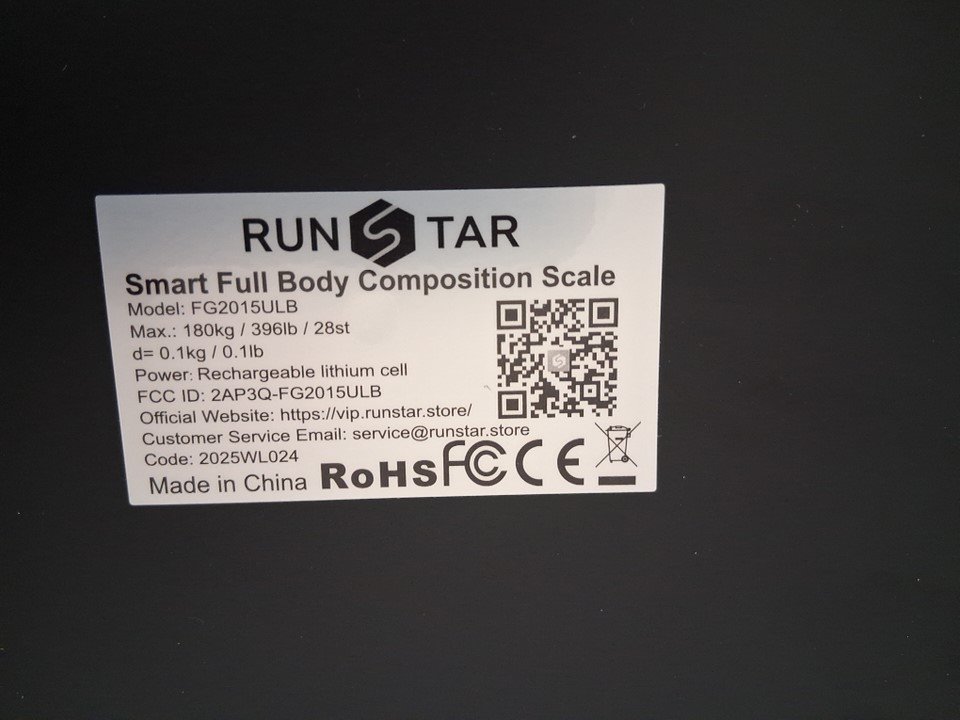 RUNSTAR
Smart Full Body Composition Scale
Model: FG2015ULB
Max.: 180kg / 396lb / 28st
d= 0.1kg / 0.1lb
Power: Rechargeable lithium cell
FCC ID: 2AP3Q-FG2015ULB
Official Website: https://vip.runstar.store/
Customer Service Email: service@runstar.store
Code: 2025WL024
Made in China RoHS FC CE